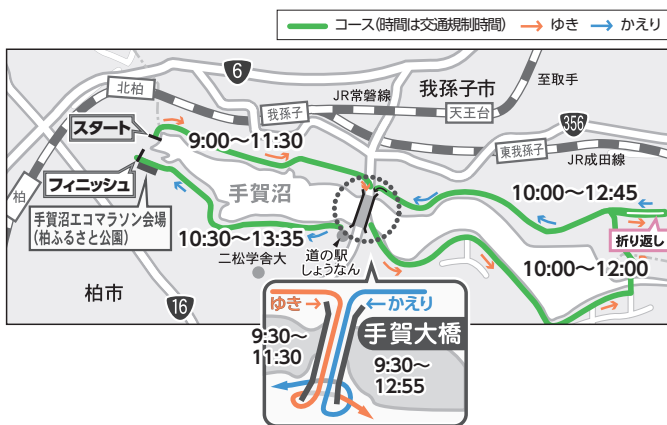 コース(時間は交通規制時間) ゆき かえり
6
北柏
JR常磐線
我孫子市
至取手
我孫子
天王台
356
スタート
9:00〜11:30
東我孫子
JR成田線
柏
フィニッシュ
手賀沼
10:00〜12:45
手賀沼エコマラソン会場
(柏ふるさと公園)
10:30〜13:35
折り返し
二松学舎大
道の駅
しょうなん
10:00〜12:00
柏市
16
ゆき
かえり
手賀大橋
9:30〜
11:30
9:30〜
12:55